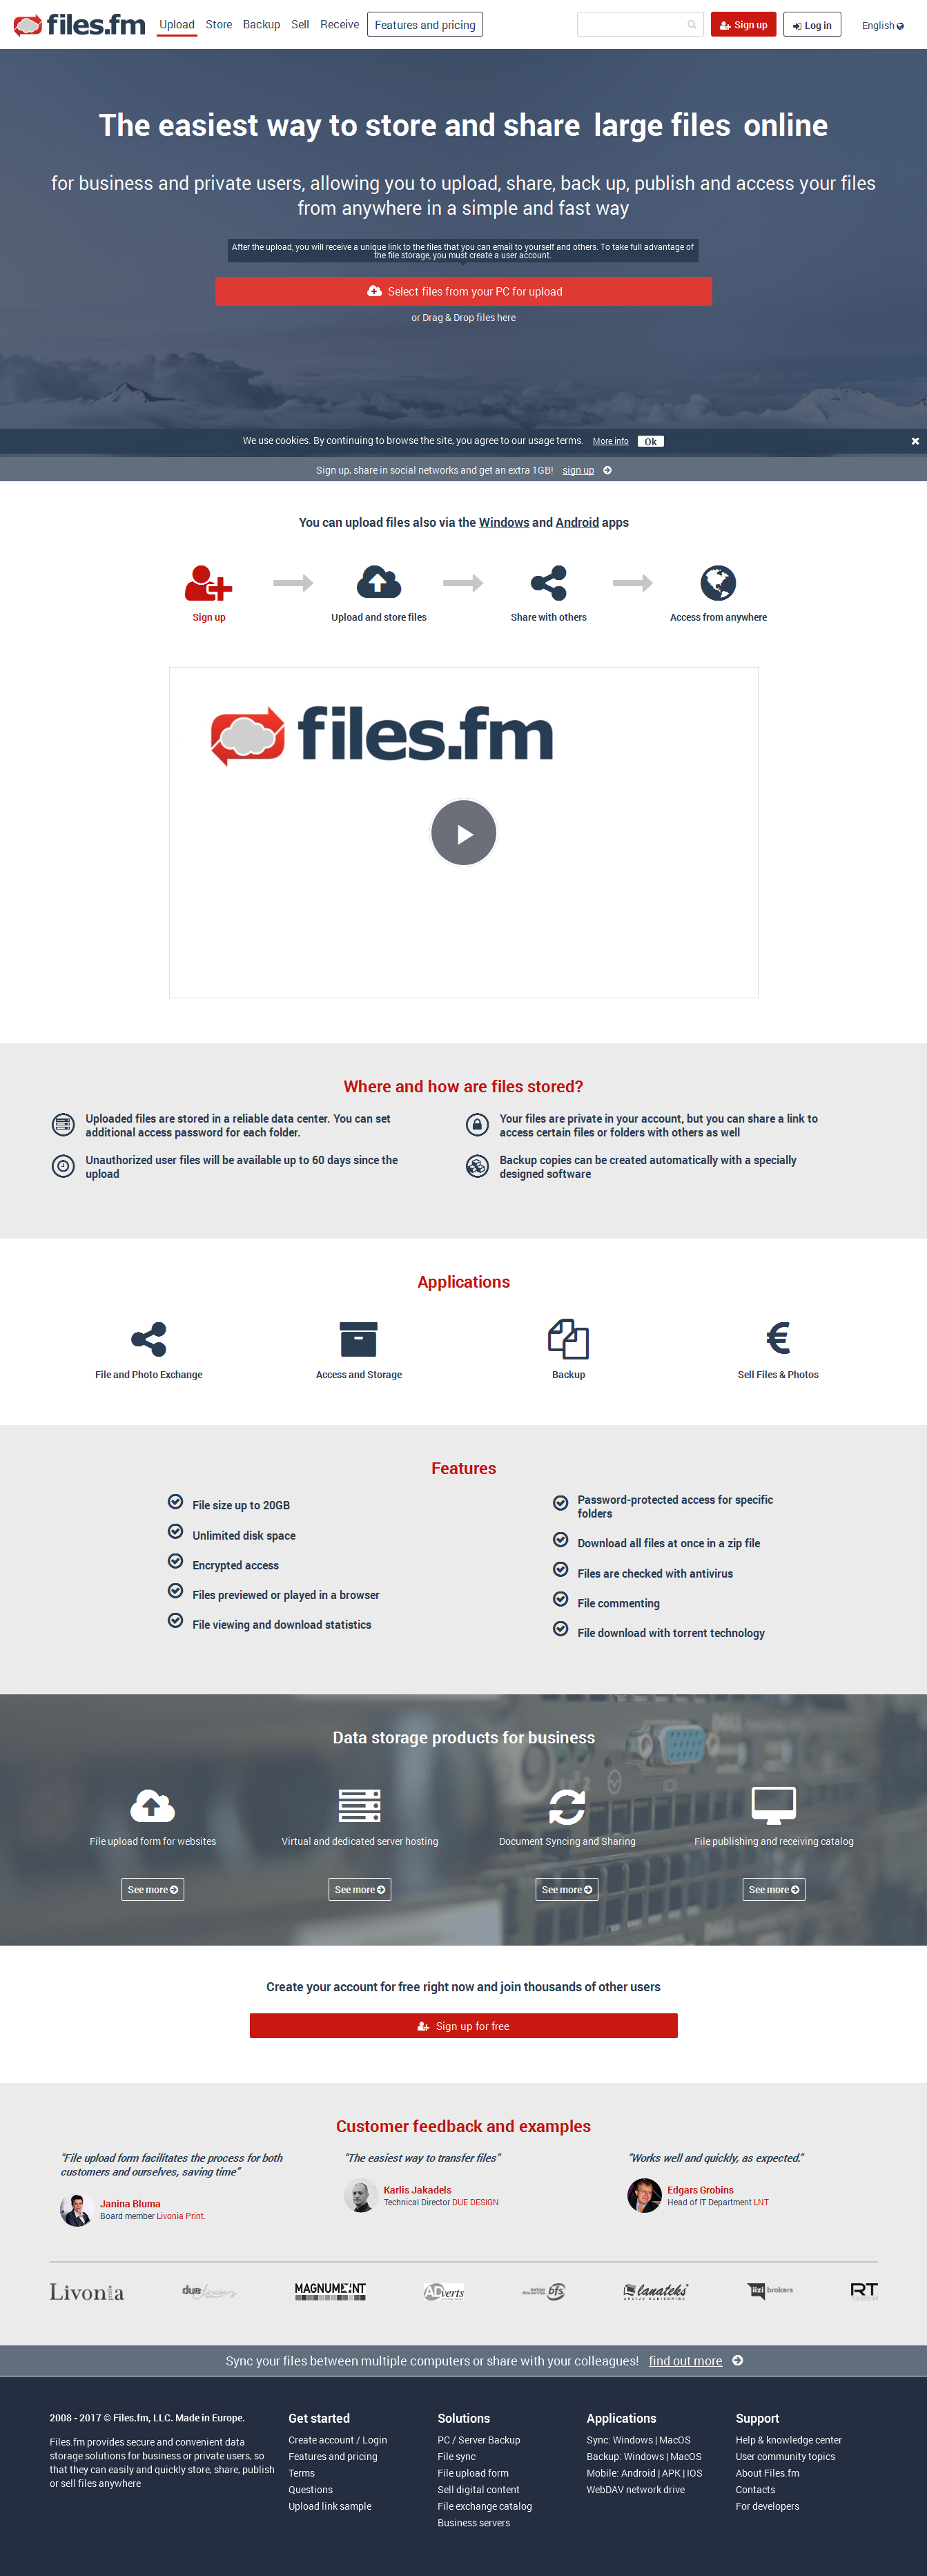 files.fm Upload Store Backup Sell Receive Features and pricing Sign up Log in English
The easiest way to store and share large files online
for business and private users, allowing you to upload, share, back up, publish and access your files
from anywhere in a simple and fast way
After the upload, you will receive a unique link to the files that you can email to yourself and others. To take full advantage of
the file storage, you must create a user account.
Select files from your PC for upload
or Drag & Drop files here
We use cookies. By continuing to browse the site, you agree to our usage terms. More info Ok
Sign up, share in social networks and get an extra 1GB! sign up
You can upload files also via the Windows and Android apps
Sign up Upload and store files Share with others Access from anywhere
files.fm
Where and how are files stored?
Uploaded files are stored in a reliable data center. You can set
additional access password for each folder.
Your files are private in your account, but you can share a link to
access certain files or folders with others as well
Unauthorized user files will be available up to 60 days since the
upload
Backup copies can be created automatically with a specially
designed software
Applications
File and Photo Exchange Access and Storage Backup Sell Files & Photos
Features
File size up to 20GB
Unlimited disk space
Encrypted access
Files previewed or played in a browser
File viewing and download statistics
Password-protected access for specific
folders
Download all files at once in a zip file
Files are checked with antivirus
File commenting
File download with torrent technology
Data storage products for business
File upload form for websites Virtual and dedicated server hosting Document Syncing and Sharing File publishing and receiving catalog
See more See more See more See more
Create your account for free right now and join thousands of other users
Sign up for free
Customer feedback and examples
"File upload form facilitates the process for both
customers and ourselves, saving time"
Janina Bluma
Board member Livonia Print.
"The easiest way to transfer files"
Karlis Jakadels
Technical Director DUE DESIGN
"Works well and quickly, as expected."
Edgars Grobins
Head of IT Department LNT
Livonia due design MAGNUMENT ADverts bfs lanateks itzi brokers RT
Sync your files between multiple computers or share with your colleagues! find out more
2008 - 2017 © Files.fm, LLC. Made in Europe.
Files.fm provides secure and convenient data
storage solutions for business or private users, so
that they can easily and quickly store, share, publish
or sell files anywhere
Get started
Create account / Login
Features and pricing
Terms
Questions
Upload link sample
Solutions
PC / Server Backup
File sync
File upload form
Sell digital content
File exchange catalog
Business servers
Applications
Sync: Windows | MacOS
Backup: Windows | MacOS
Mobile: Android | APK | IOS
WebDAV network drive
Support
Help & knowledge center
User community topics
About Files.fm
Contacts
For developers